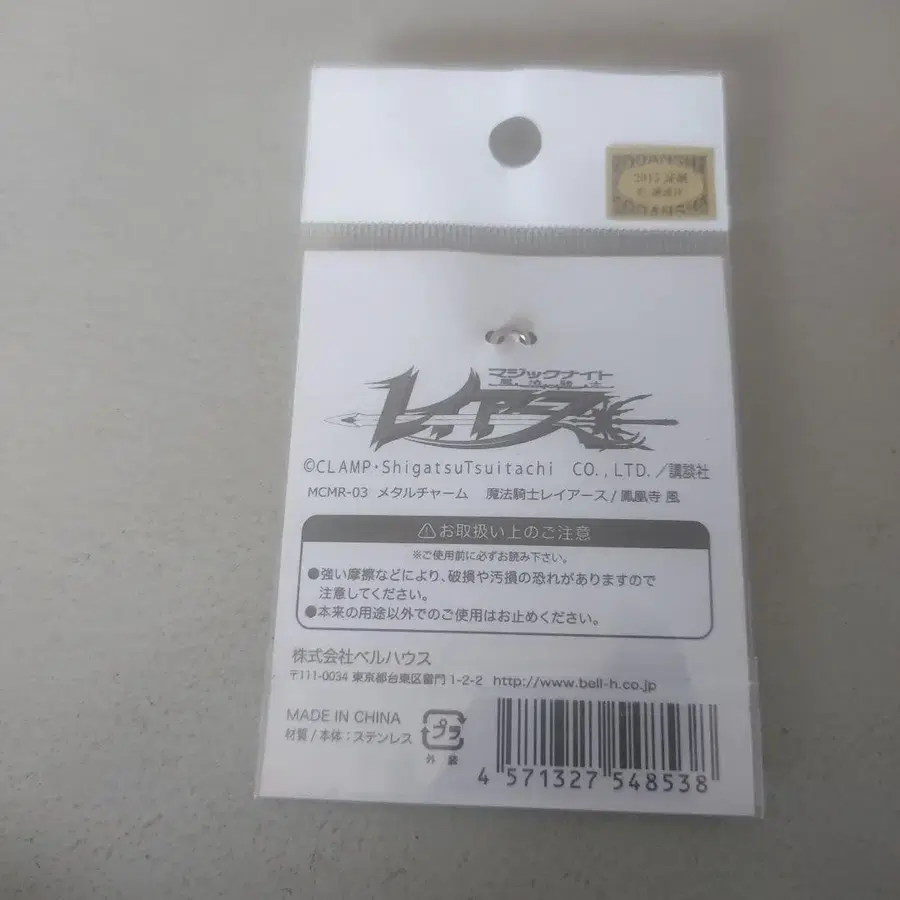 マジックナイト
魔法騎士
レイアース
©CLAMP・ShigatsuTsuitachi CO.,LTD.／講談社
MCMR-03 メタルチャーム 魔法騎士レイアース/鳳凰寺 風
⚠お取扱い上のご注意
※ご使用前に必ずお読み下さい。
●強い摩擦などにより、破損や汚損の恐れがありますので
注意してください。
●本来の用途以外でのご使用はお止めください。
株式会社ベルハウス
〒111-0034 東京都台東区雷門 1-2-2 http://www.bell-h.co.jp
MADE IN CHINA
材質/本体:ステンレス
プラ
外装
4 571327 548538